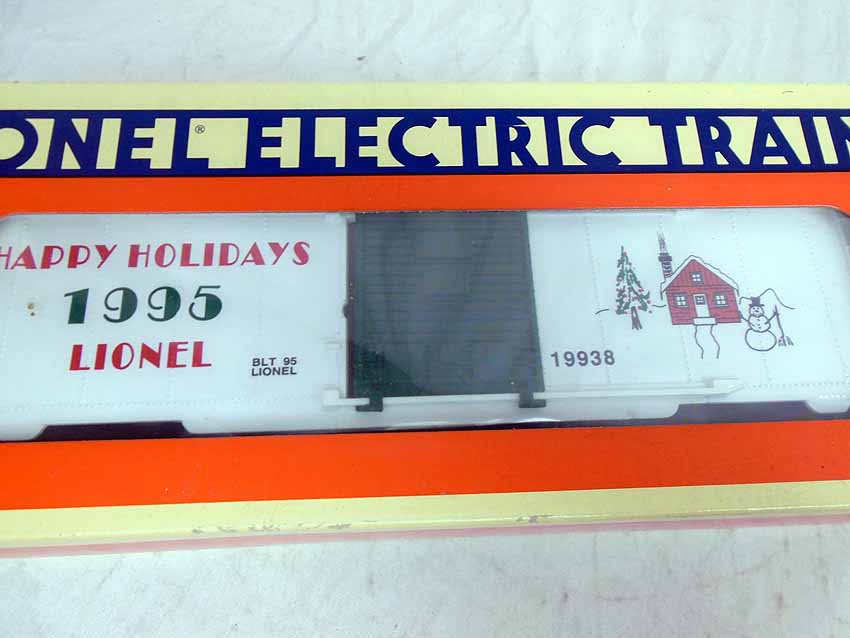 ONEL® ELECTRIC TRAIN
HAPPY HOLIDAYS
1995
LIONEL
BLT 95
LIONEL
19938